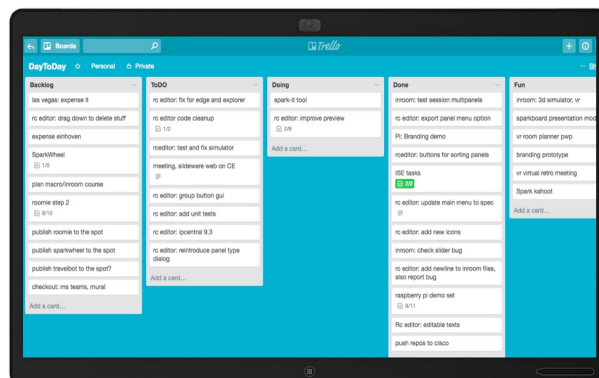 Boards
Trello
DayToDay
Personal
Private
Backlog
las vegas: expense it
rc editor: drag down to delete stuff
expense einhoven
SparkWheel
1/5
plan macro/inroom course
roomie step 2
8/10
publish roomie to the spot
publish sparkwheel to the spot
publish travelbot to the spot?
checkout: ms teams, mural
Add a card...
ToDO
rc editor: fix for edge and explorer
rc editor code cleanup
1/2
rceditor: test and fix simulator
meeting, slideware web on CE
rc editor: group button gui
rc editor: add unit tests
rc editor: ipcentral 9.3
rc editor: reintroduce panel type
dialog
Add a card...
Doing
spark-it tool
rc editor: improve preview
2/6
Add a card...
Done
inroom: test session multipanels
rc editor: export panel menu option
Pi: Branding demo
rceditor: buttons for sorting panels
ISE tasks
2/2
rc editor: update main menu to spec
rc editor: add new icons
inroom: check slider bug
rc editor: add newline to inroom files,
also report bug
raspberry pi demo set
9/11
Rc editor: editable texts
push repos to cisco
Fun
inroom: 3d simulator, vr
sparkboard presentation mod
vr room planner pwp
branding prototype
vr virtual retro meeting
Spark kahoot
Add a card...